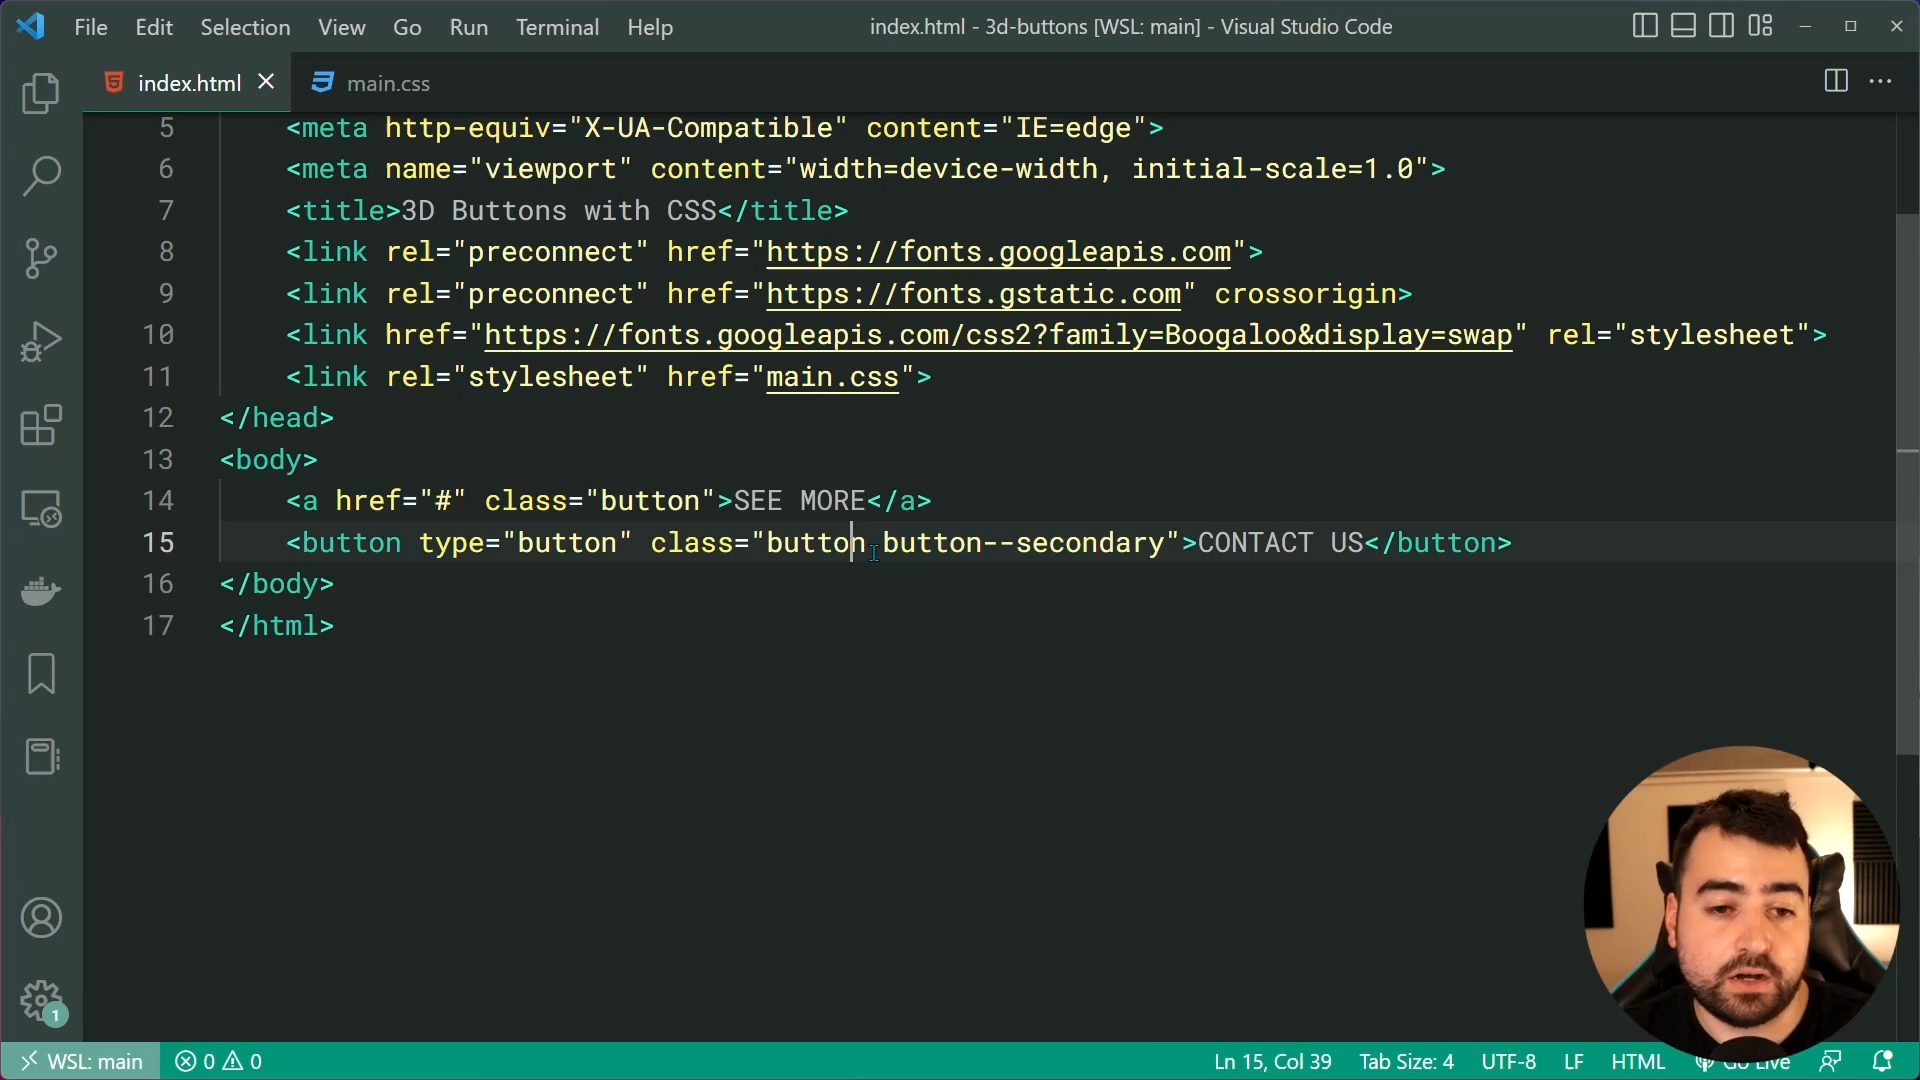 File Edit Selection View Go Run Terminal Help
index.html - 3d-buttons [WSL: main] - Visual Studio Code
index.html
main.css
5 <meta http-equiv="X-UA-Compatible" content="IE=edge">
6 <meta name="viewport" content="width=device-width, initial-scale=1.0">
7 <title>3D Buttons with CSS</title>
8 <link rel="preconnect" href="https://fonts.googleapis.com">
9 <link rel="preconnect" href="https://fonts.gstatic.com" crossorigin>
10 <link href="https://fonts.googleapis.com/css2?family=Boogaloo&display=swap" rel="stylesheet">
11 <link rel="stylesheet" href="main.css">
12 </head>
13 <body>
14 <a href="#" class="button">SEE MORE</a>
15 <button type="button" class="button button--secondary">CONTACT US</button>
16 </body>
17 </html>
1
WSL: main 0 0 Ln 15, Col 39 Tab Size: 4 UTF-8 LF HTML Go Live